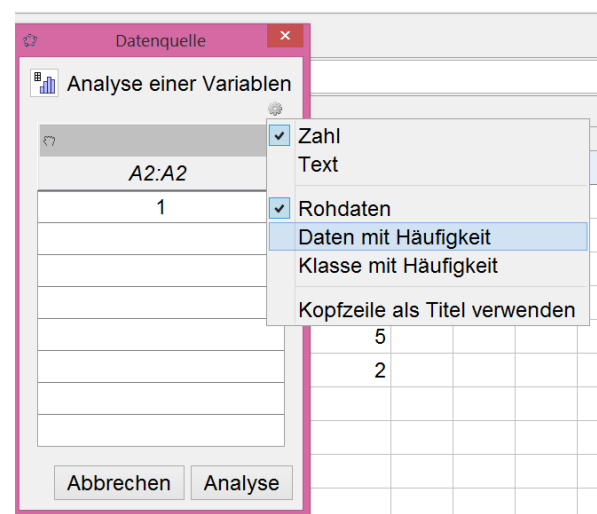 Datenquelle
Analyse einer Variablen
A2:A2
1
Zahl
Text
Rohdaten
Daten mit Häufigkeit
Klasse mit Häufigkeit
Kopfzeile als Titel verwenden
5
2
Abbrechen Analyse